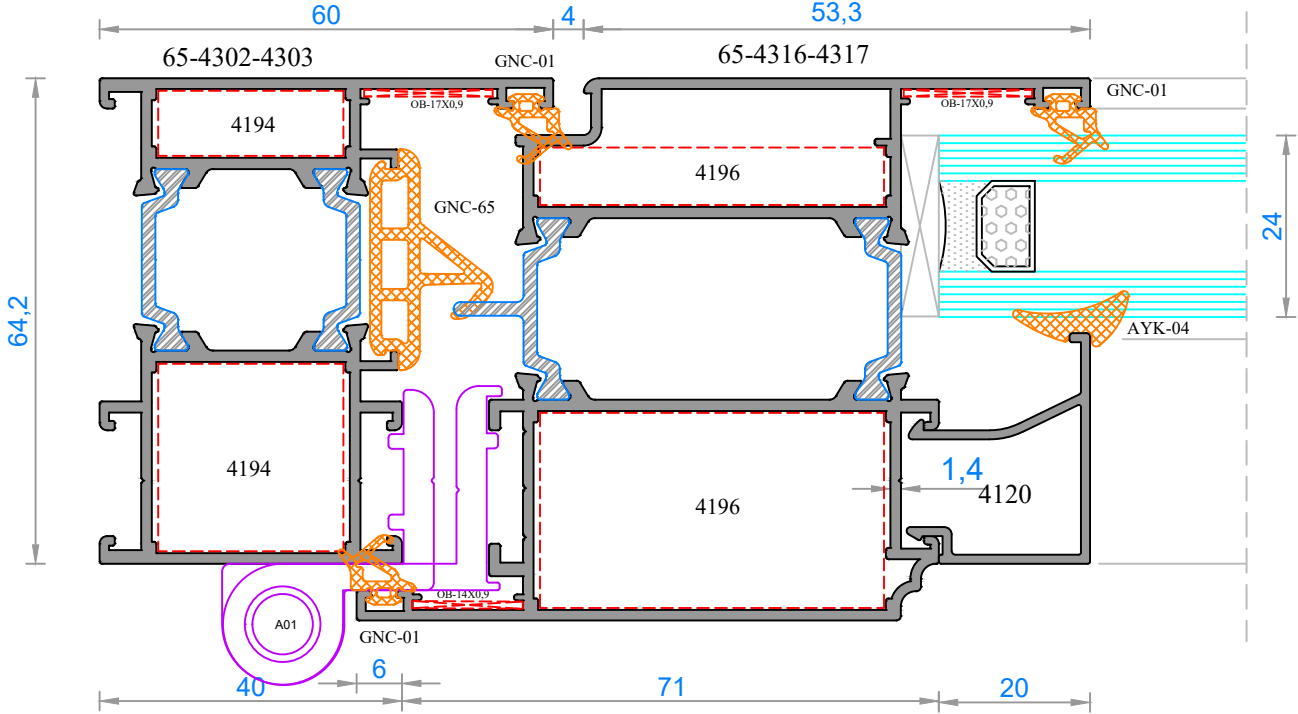 60
4
53,3
65-4302-4303
GNC-01
65-4316-4317
GNC-01
OB-17X0,9
OB-17X0,9
4194
4196
GNC-65
24
64,2
AYK-04
4194
4196
1,4
4120
OB-14X0,9
A01
GNC-01
6
40
71
20